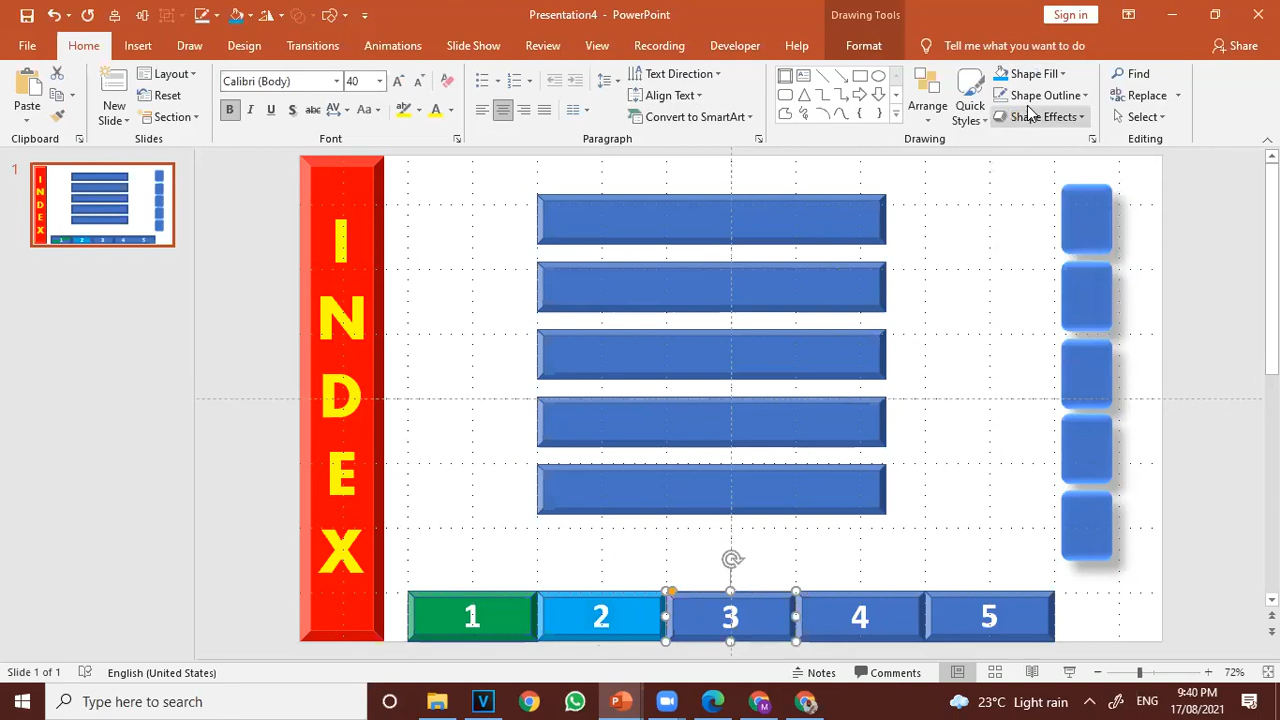 Presentation4 - PowerPoint
Drawing Tools
Sign in
File
Home
Insert
Draw
Design
Transitions
Animations
Slide Show
Review
View
Recording
Developer
Help
Format
Tell me what you want to do
Share
Paste
Clipboard
New
Slide
Layout
Reset
Section
Slides
Calibri (Body)
40
B I U S abc AV Aa A
Font
Text Direction
Align Text
Convert to SmartArt
Paragraph
Arrange
Quick
Styles
Shape Fill
Shape Outline
Shape Effects
Drawing
Find
Replace
Select
Editing
1
I
N
D
E
X
1 2 3 4 5
I
N
D
E
X
1 2 3 4 5
Slide 1 of 1
English (United States)
Notes
Comments
72%
Type here to search
23°C Light rain
ENG
9:40 PM
17/08/2021